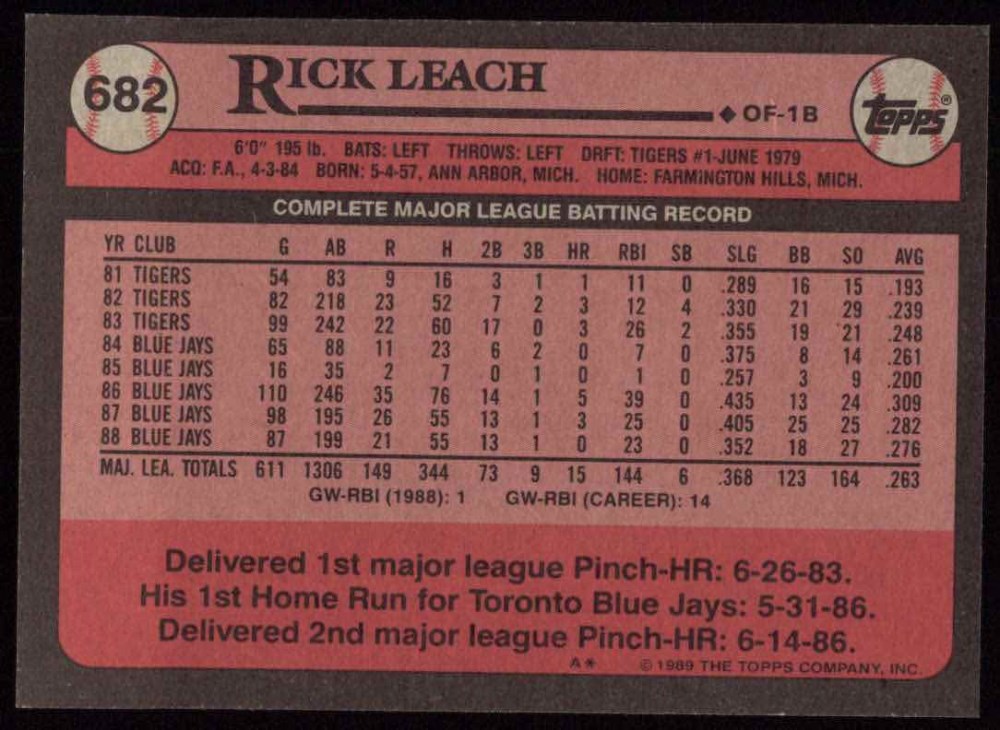 682 RICK LEACH
◆ OF-1B TOPPS®
6'0" 195 lb. BATS: LEFT THROWS: LEFT DRFT: TIGERS #1-JUNE 1979
ACQ: F.A., 4-3-84 BORN: 5-4-57, ANN ARBOR, MICH. HOME: FARMINGTON HILLS, MICH.
COMPLETE MAJOR LEAGUE BATTING RECORD
YR CLUB G AB R H 2B 3B HR RBI SB SLG BB SO AVG
81 TIGERS 54 83 9 16 3 1 1 11 0 .289 16 15 .193
82 TIGERS 82 218 23 52 7 2 3 12 4 .330 21 29 .239
83 TIGERS 99 242 22 60 17 0 3 26 2 .355 19 21 .248
84 BLUE JAYS 65 88 11 23 6 2 0 7 0 .375 8 14 .261
85 BLUE JAYS 16 35 2 7 0 1 0 1 0 .257 3 9 .200
86 BLUE JAYS 110 246 35 76 14 1 5 39 0 .435 13 24 .309
87 BLUE JAYS 98 195 26 55 13 1 3 25 0 .405 25 25 .282
88 BLUE JAYS 87 199 21 55 13 1 0 23 0 .352 18 27 .276
MAJ. LEA. TOTALS 611 1306 149 344 73 9 15 144 6 .368 123 164 .263
GW-RBI (1988): 1 GW-RBI (CAREER): 14
Delivered 1st major league Pinch-HR: 6-26-83.
His 1st Home Run for Toronto Blue Jays: 5-31-86.
Delivered 2nd major league Pinch-HR: 6-14-86.
A* © 1989 THE TOPPS COMPANY, INC.